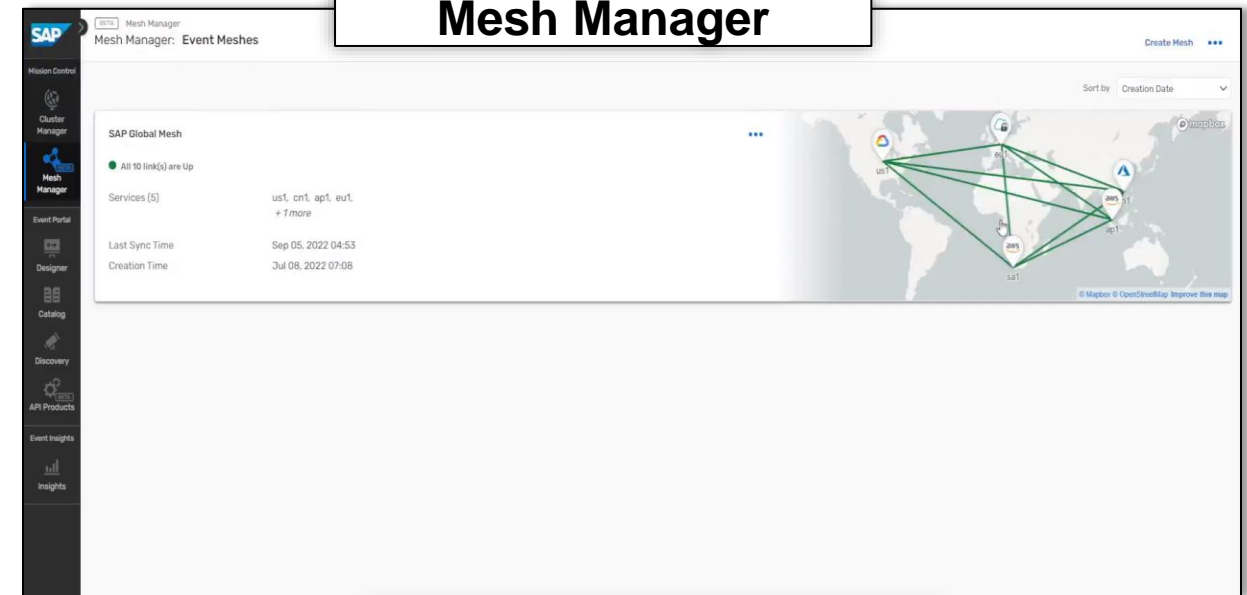 Mesh Manager
SAP
BETA Mesh Manager
Mesh Manager: Event Meshes
Create Mesh
Mission Control
Cluster
Manager
BETA
Mesh
Manager
Event Portal
Designer
Catalog
Discovery
BETA
API Products
Event Insights
Insights
Sort by Creation Date
SAP Global Mesh
All 10 link(s) are Up
Services (5) us1, cn1, ap1, eu1,
+ 1 more
Last Sync Time Sep 05, 2022 04:53
Creation Time Jul 08, 2022 07:08
mapbox
eu1
us1
aws
ap1
aws
sa1
© Mapbox © OpenStreetMap Improve this map